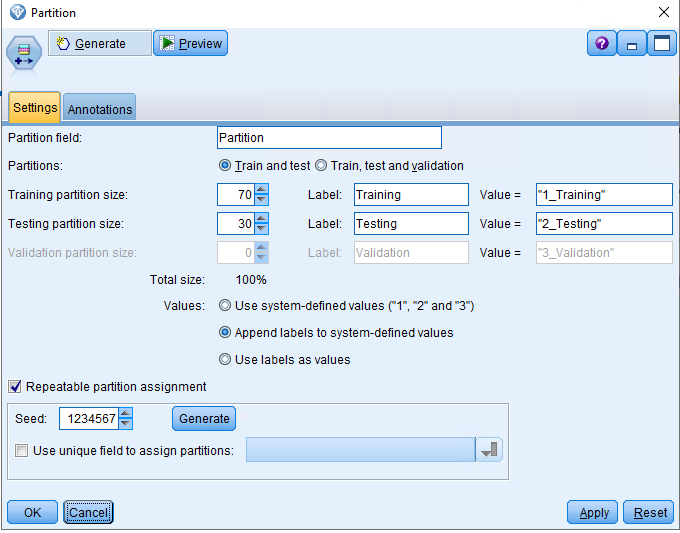 Partition
Generate Preview ?
Settings Annotations
Partition field: Partition
Partitions: Train and test Train, test and validation
Training partition size: 70 Label: Training Value = "1_Training"
Testing partition size: 30 Label: Testing Value = "2_Testing"
Validation partition size: 0 Label: Validation Value = "3_Validation"
Total size: 100%
Values: Use system-defined values ("1", "2" and "3")
Append labels to system-defined values
Use labels as values
Repeatable partition assignment
Seed: 1234567 Generate
Use unique field to assign partitions:
OK Cancel Apply Reset